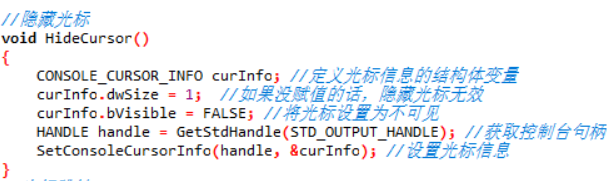 //隐藏光标
void HideCursor()
{
CONSOLE_CURSOR_INFO curInfo; //定义光标信息的结构体变量
curInfo.dwSize = 1; //如果没赋值的话，隐藏光标无效
curInfo.bVisible = FALSE; //将光标设置为不可见
HANDLE handle = GetStdHandle(STD_OUTPUT_HANDLE); //获取控制台句柄
SetConsoleCursorInfo(handle, &curInfo); //设置光标信息
}